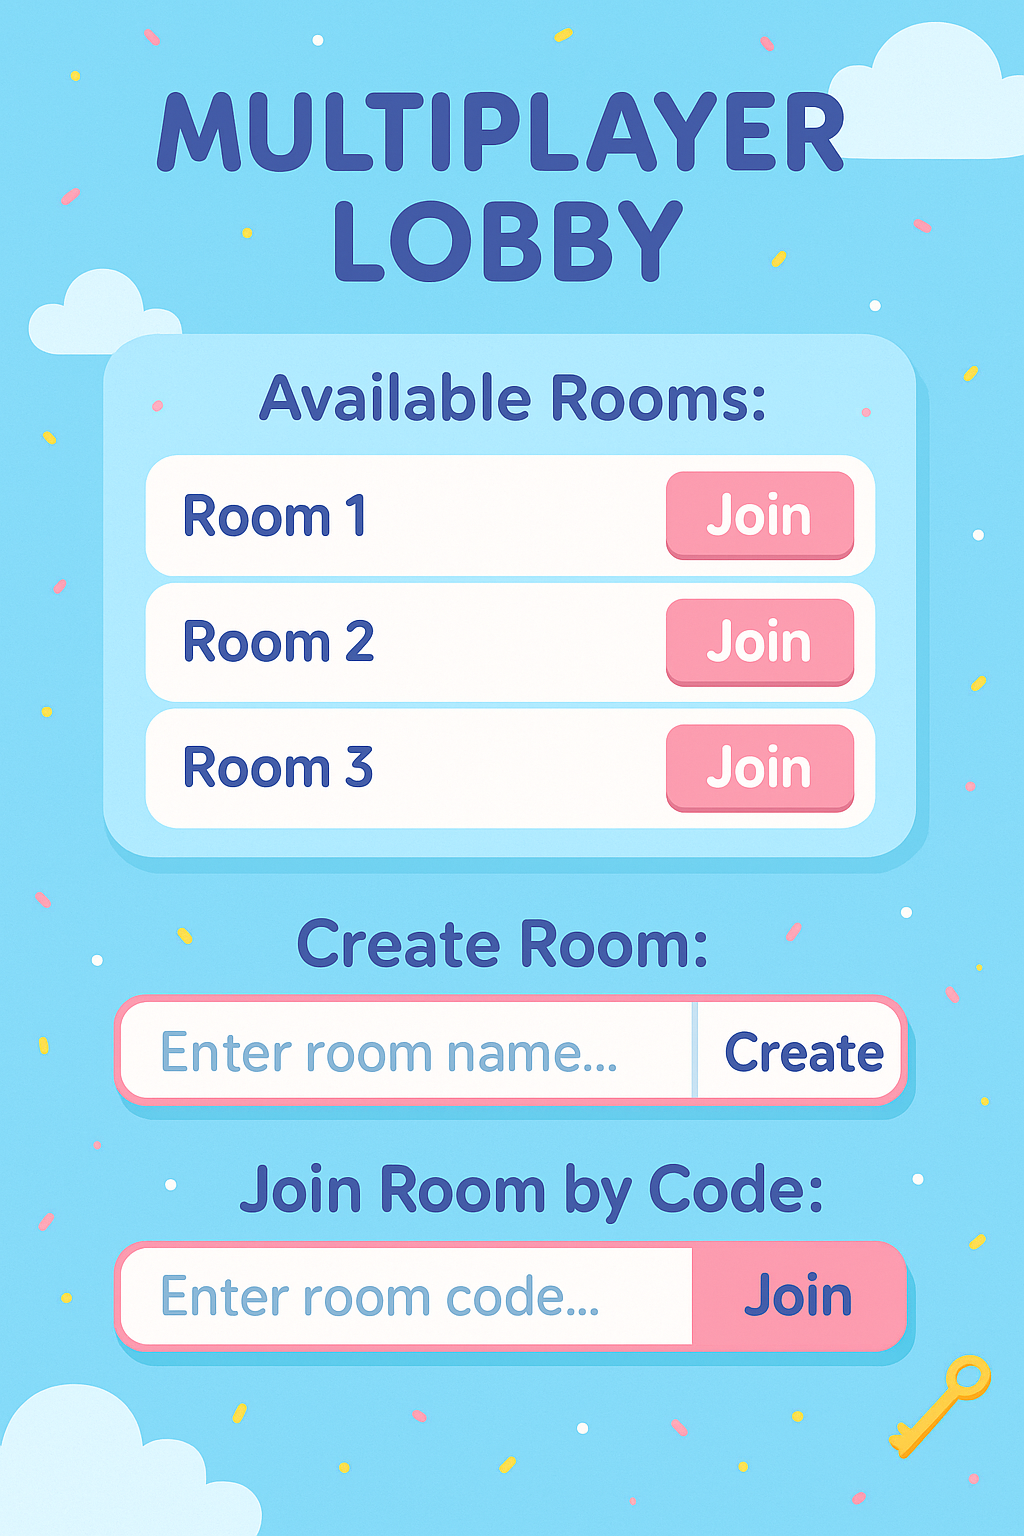 MULTIPLAYER
LOBBY
Available Rooms:
Room 1 Join
Room 2 Join
Room 3 Join
Create Room:
Enter room name... Create
Join Room by Code:
Enter room code... Join